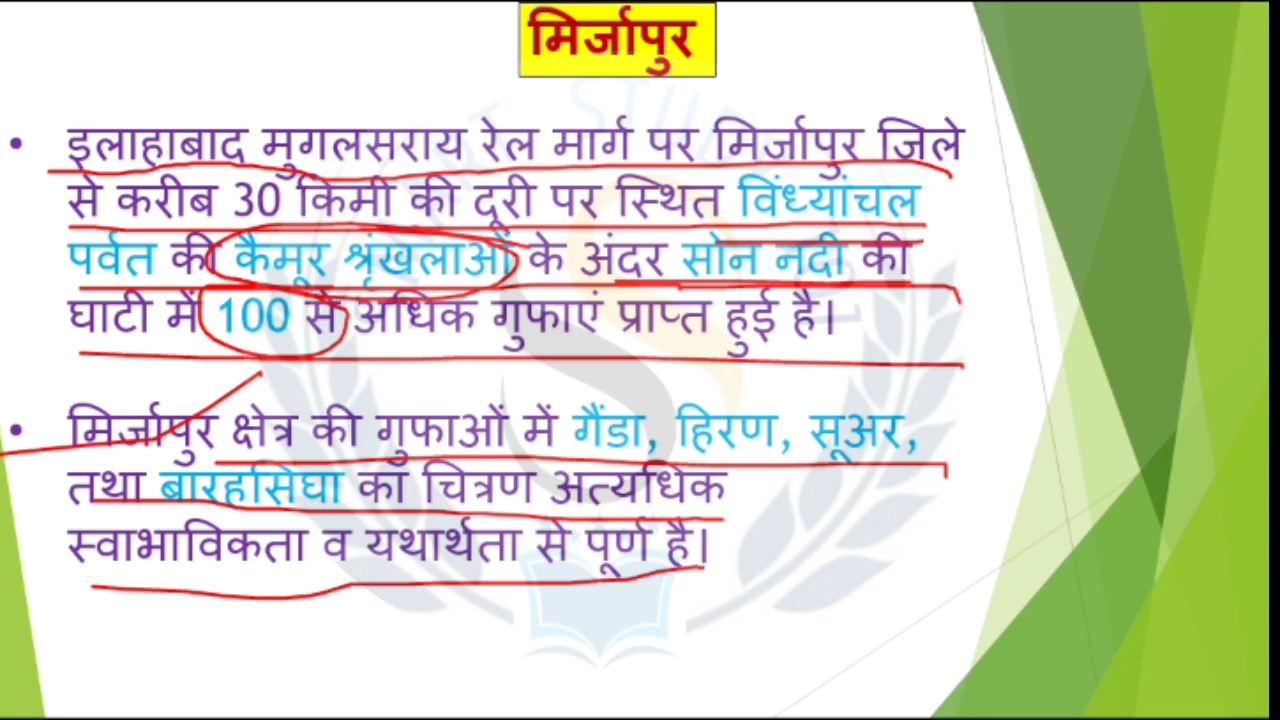 मिर्जापुर
• इलाहाबाद मुगलसराय रेल मार्ग पर मिर्जापुर जिले
से करीब 30 किमी की दूरी पर स्थित विंध्यांचल
पर्वत की कैमूर श्रंखलाओं के अंदर सोन नदी की
घाटी में 100 से अधिक गुफाएं प्राप्त हुई है।
• मिर्जापुर क्षेत्र की गुफाओं में गैंडा, हिरण, सूअर,
तथा बारहसिंघा का चित्रण अत्यधिक
स्वाभाविकता व यथार्थता से पूर्ण है।